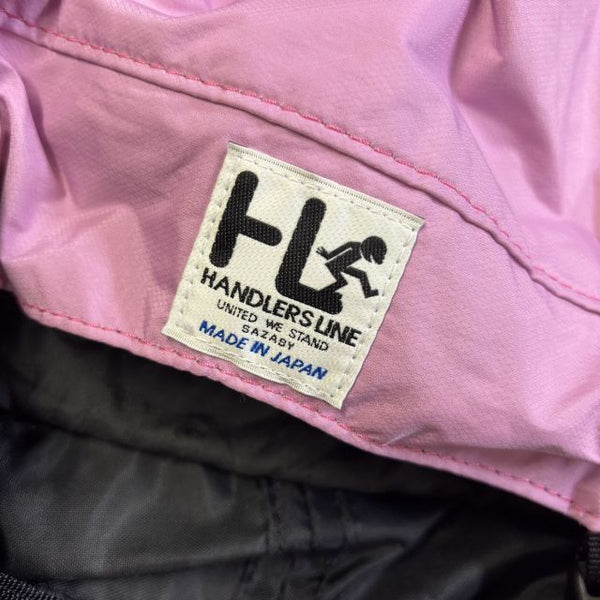 HL
HANDLERS LINE
UNITED WE STAND
SAZABY
MADE IN JAPAN